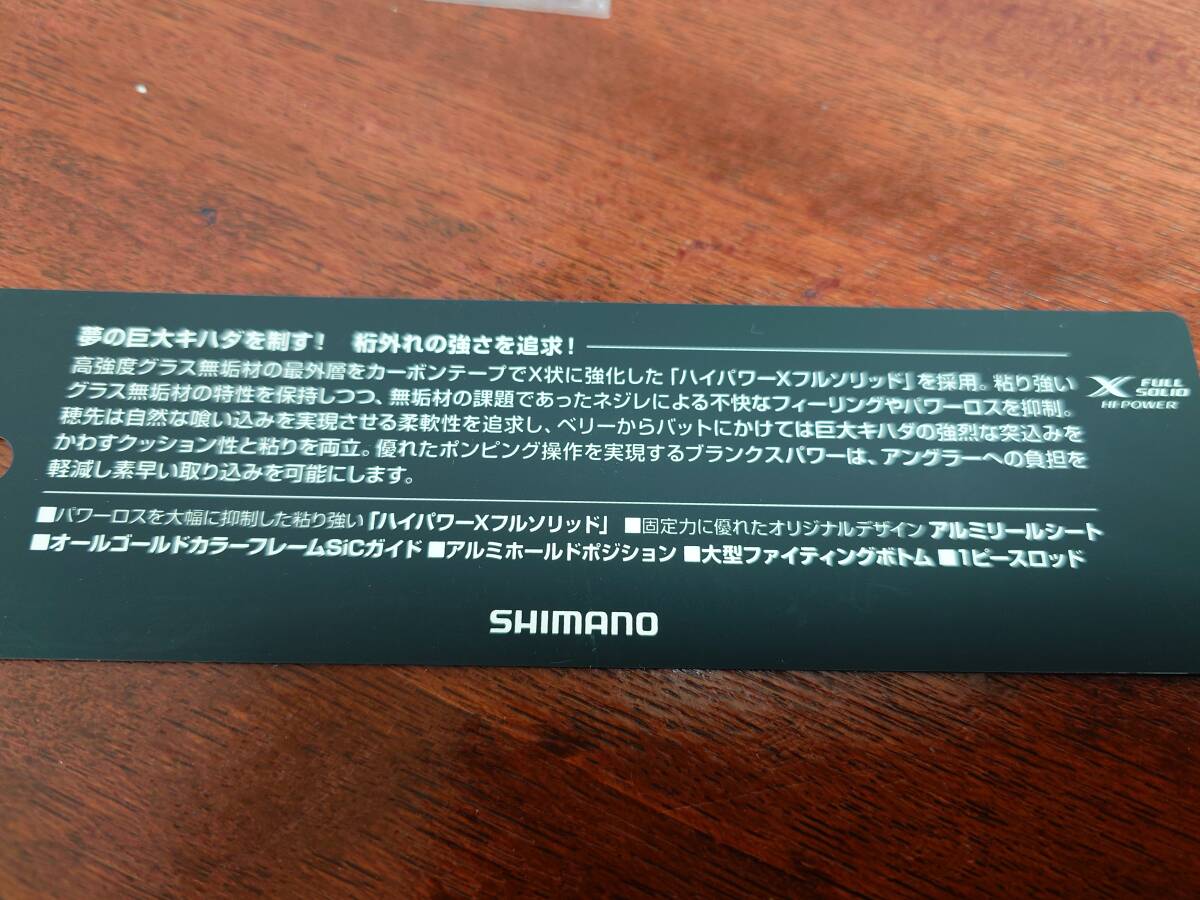 夢の巨大キハダを制す! 桁外れの強さを追求!
高強度グラス無垢材の最外層をカーボンテープでX状に強化した「ハイパワーXフルソリッド」を採用。粘り強い
グラス無垢材の特性を保持しつつ、無垢材の課題であったネジレによる不快なフィーリングやパワーロスを抑制。
穂先は自然な喰い込みを実現させる柔軟性を追求し、ベリーからバットにかけては巨大キハダの強烈な突込みを
かわすクッション性と粘りを両立。優れたポンピング操作を実現するブランクスパワーは、アングラーへの負担を
軽減し素早い取り込みを可能にします。
X FULL SOLID
HI-POWER
■パワーロスを大幅に抑制した粘り強い「ハイパワーXフルソリッド」 ■固定力に優れたオリジナルデザイン アルミリールシート
■オールゴールドカラーフレームSiCガイド ■アルミホールドポジション ■大型ファイティングボトム ■1ピースロッド
SHIMANO